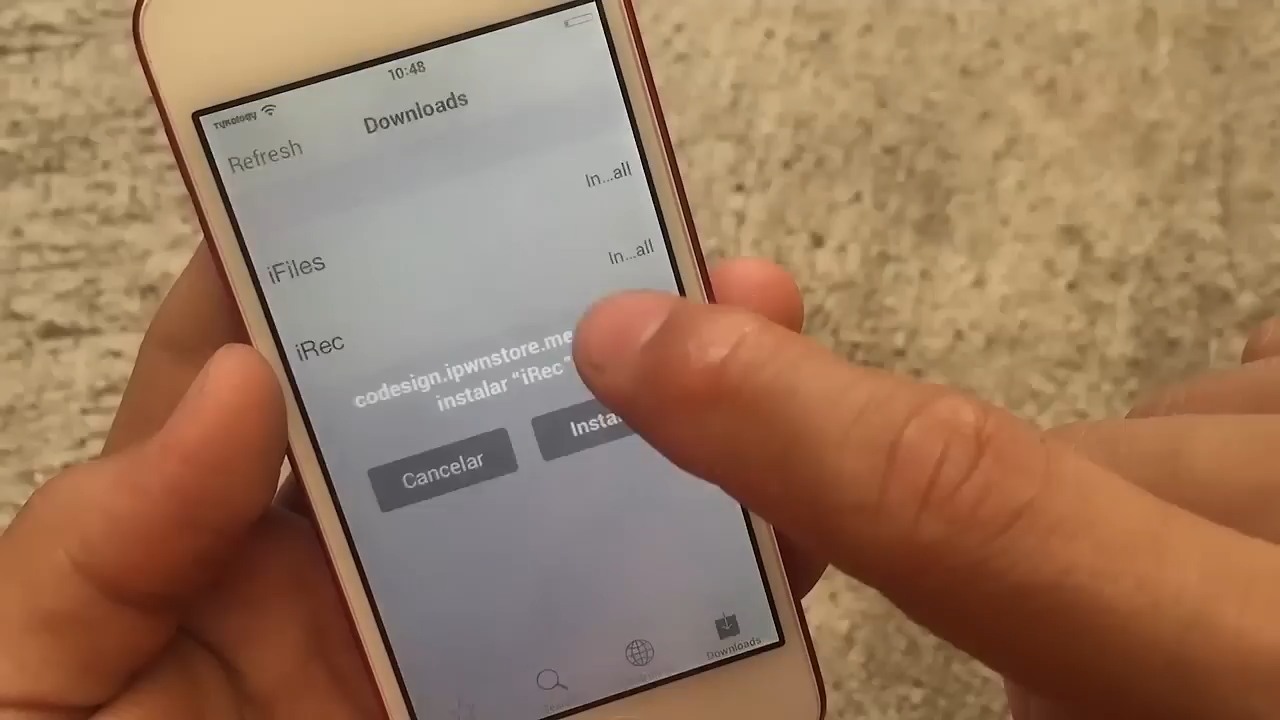 10:48
Downloads
Refresh
In...all
iFiles
In...all
iRec
codesign.ipwnstore.me
instalar "iRec"
Cancelar
Downloads